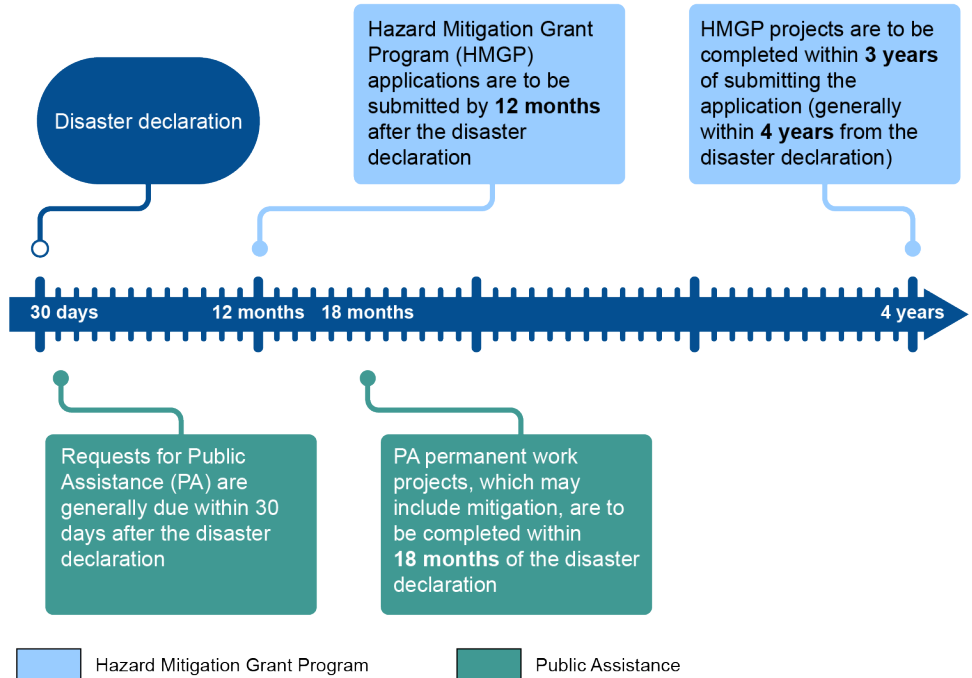 Disaster declaration
Hazard Mitigation Grant
Program (HMGP)
applications are to be
submitted by 12 months
after the disaster
declaration
HMGP projects are to be
completed within 3 years
of submitting the
application (generally
within 4 years from the
disaster declaration)
30 days
12 months
18 months
4 years
Requests for Public
Assistance (PA) are
generally due within 30
days after the disaster
declaration
PA permanent work
projects, which may
include mitigation, are to
be completed within
18 months of the disaster
declaration
Hazard Mitigation Grant Program
Public Assistance